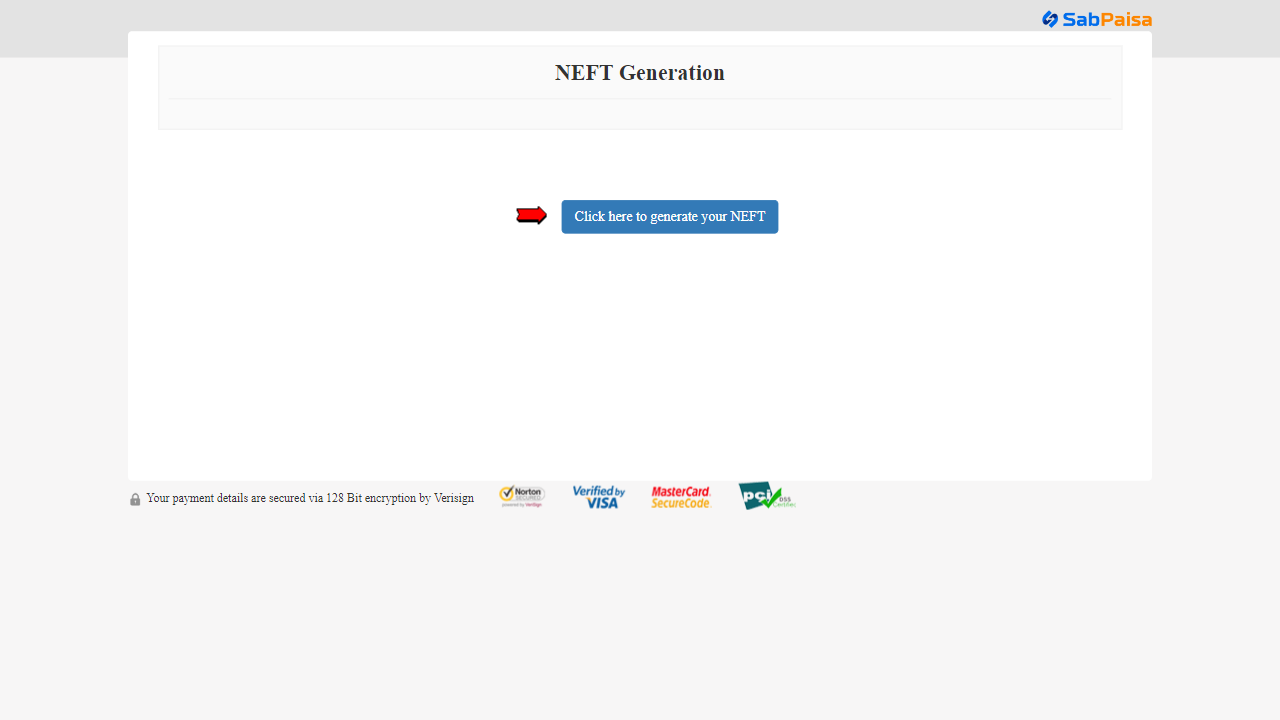 SabPaisa
NEFT Generation
Click here to generate your NEFT
Your payment details are secured via 128 Bit encryption by Verisign
Norton
SECURED
powered by VeriSign
Verified by
VISA
MasterCard.
SecureCode.
pci
DSS
Certified